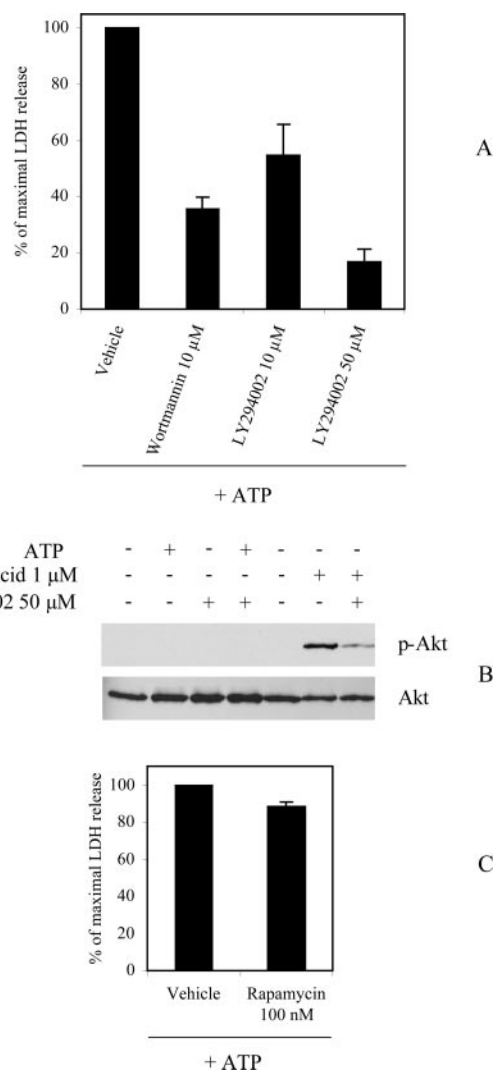 100
80
60
40
20
0
% of maximal LDH release
Vehicle
Wortmannin 10 µM
LY294002 10 µM
LY294002 50 µM
+ ATP
A
ATP - + - + - - -
cid 1 µM - - - - - + +
02 50 µM - - + + - - +
p-Akt
Akt
B
100
80
60
40
20
0
% of maximal LDH release
Vehicle
Rapamycin
100 nM
+ ATP
C